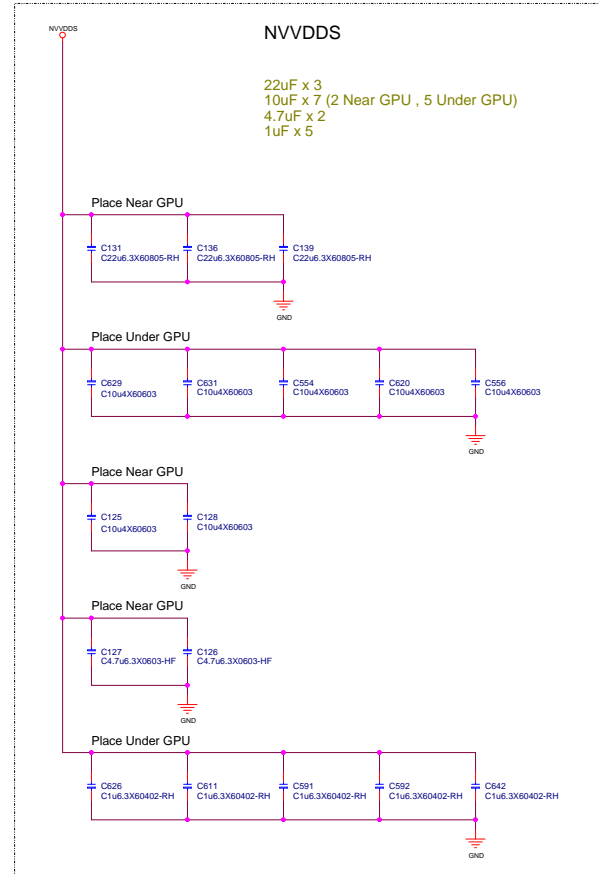 NVVDDS
NVVDDS
22uF x 3
10uF x 7 (2 Near GPU , 5 Under GPU)
4.7uF x 2
1uF x 5
Place Near GPU
C131
C22u6.3X60805-RH
C136
C22u6.3X60805-RH
C139
C22u6.3X60805-RH
GND
Place Under GPU
C629
C10u4X60603
C631
C10u4X60603
C554
C10u4X60603
C620
C10u4X60603
C556
C10u4X60603
GND
Place Near GPU
C125
C10u4X60603
C128
C10u4X60603
GND
Place Near GPU
C127
C4.7u6.3X0603-HF
C126
C4.7u6.3X0603-HF
GND
Place Under GPU
C626
C1u6.3X60402-RH
C611
C1u6.3X60402-RH
C591
C1u6.3X60402-RH
C592
C1u6.3X60402-RH
C642
C1u6.3X60402-RH
GND